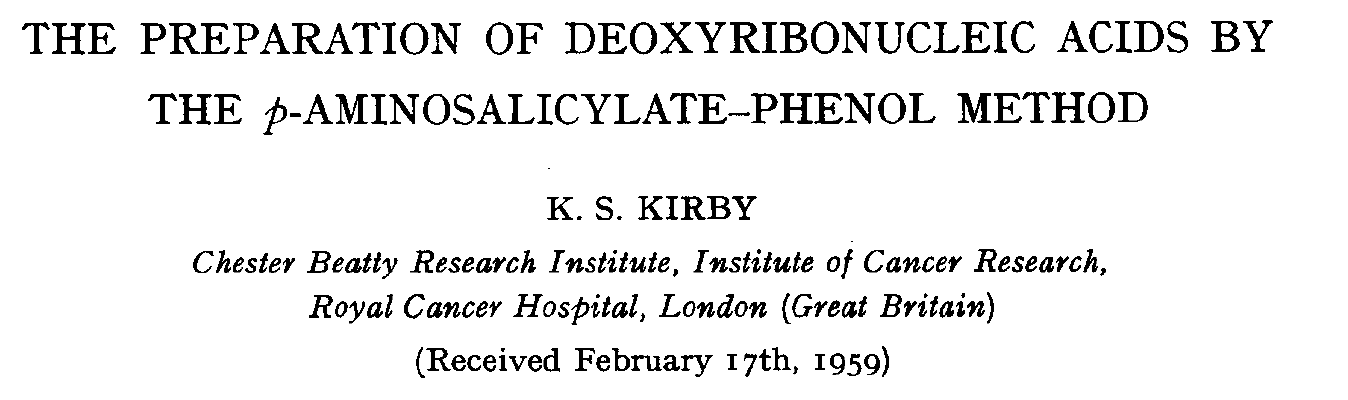 THE PREPARATION OF DEOXYRIBONUCLEIC ACIDS BY
THE p-AMINOSALICYLATE–PHENOL METHOD
K. S. KIRBY
Chester Beatty Research Institute, Institute of Cancer Research,
Royal Cancer Hospital, London (Great Britain)
(Received February 17th, 1959)